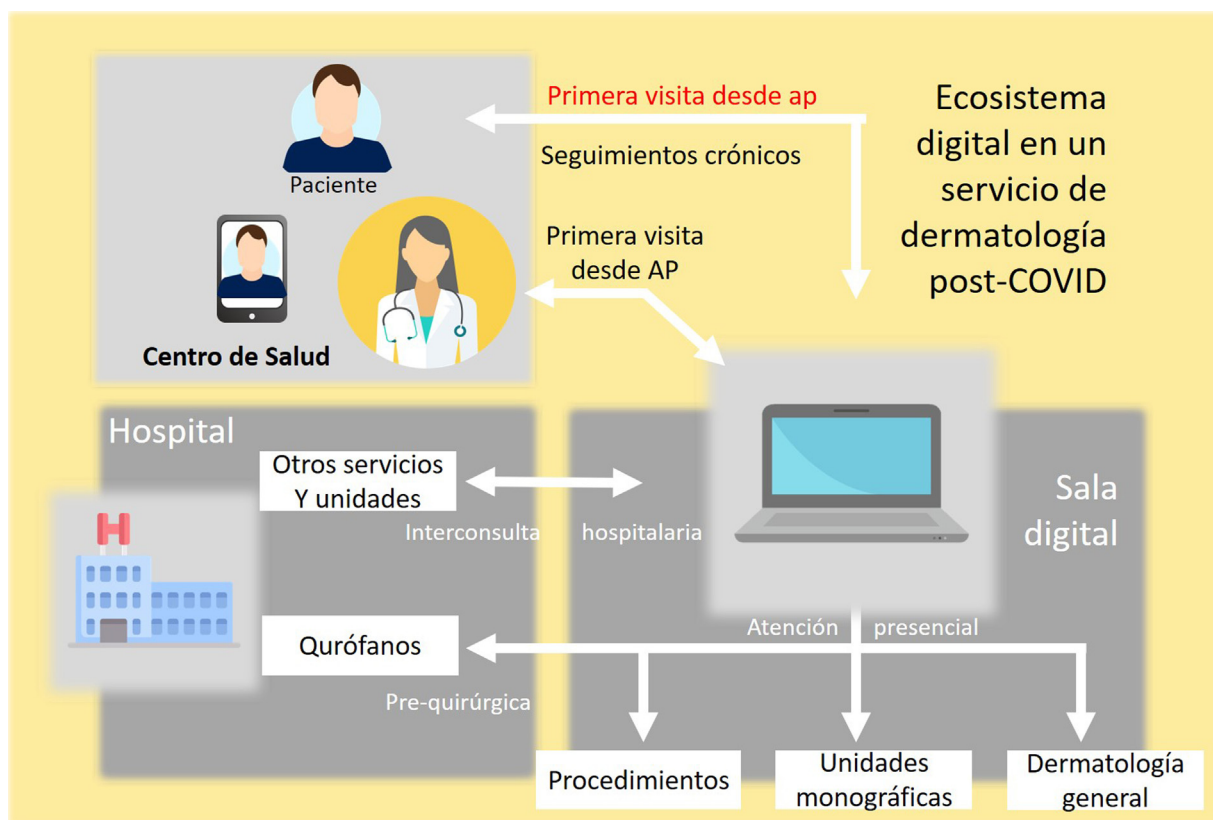 Primera visita desde ap
Seguimientos crónicos
Paciente
Primera visita
desde AP
Centro de Salud
Ecosistema
digital en un
servicio de
dermatología
post-COVID
Hospital
Otros servicios
Y unidades
Interconsulta hospitalaria
Sala
digital
Atención presencial
Qurófanos
Pre-quirúrgica
Procedimientos
Unidades
monográficas
Dermatología
general
H